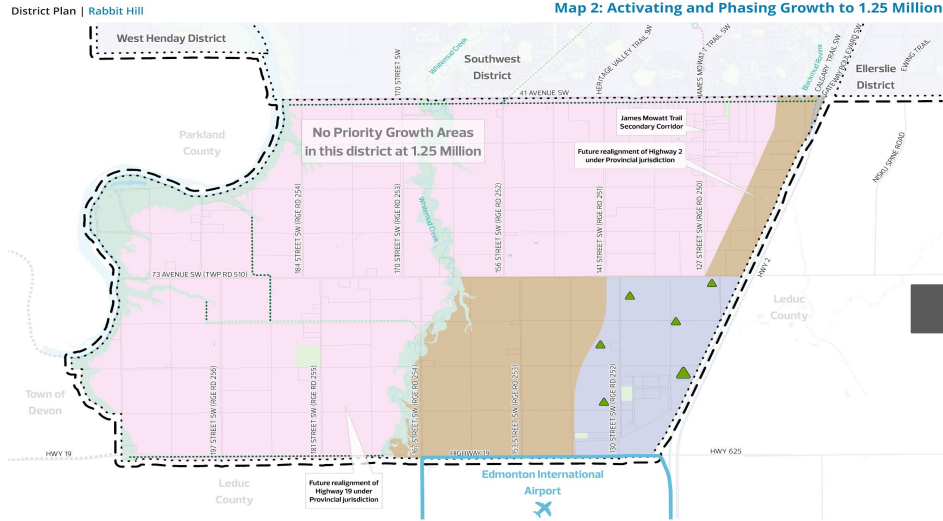 District Plan | Rabbit Hill
Map 2: Activating and Phasing Growth to 1.25 Million
West Henday District
170 STREET SW
Whitemud Creek
Southwest
District
HERITAGE VALLEY TRAIL SW
JAMES MOWATT TRAIL SW
Blackmud Ravine
CALGARY TRAIL SW
GATEWAY BOULEVARD SW
Ellerslie
District
EWING TRAIL
41 AVENUE SW
Parkland
County
No Priority Growth Areas
in this district at 1.25 Million
James Mowatt Trail
Secondary Corridor
Future realignment of Highway 2
under Provincial jurisdiction
NISKU SPINE ROAD
184 STREET SW (RGE RD 254)
170 STREET SW (RGE RD 253)
Whitemud Creek
156 STREET SW (RGE RD 252)
141 STREET SW (RGE RD 251)
127 STREET SW (RGE RD 250)
73 AVENUE SW (TWP RD 510)
HWY 2
Leduc
County
Town of
Devon
197 STREET SW (RGE RD 256)
181 STREET SW (RGE RD 255)
167 STREET SW (RGE RD 254)
153 STREET SW (RGE RD 253)
130 STREET SW (RGE RD 252)
HWY 19
HIGHWAY 19
HWY 625
Leduc
County
Future realignment of
Highway 19 under
Provincial jurisdiction
Edmonton International
Airport